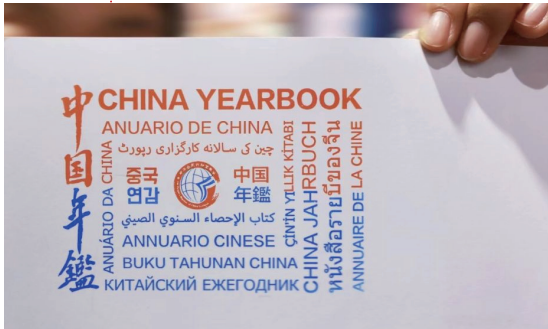 中国年鑑
CHINA YEARBOOK
ANUARIO DE CHINA
چین کی سالانہ کارگزاری رپورٹ
중국
연감
中国
年鑑
كتاب الإحصاء السنوي الصيني
ANNUARIO CINESE
BUKU TAHUNAN CHINA
КИТАЙСКИЙ ЕЖЕГОДНИК
ANUÁRIO DA CHINA
ÇİN'İN YILLIK KİTABI
CHINA JAHRBUCH
หนังสือรายปีของจีน
ANNUAIRE DE LA CHINE